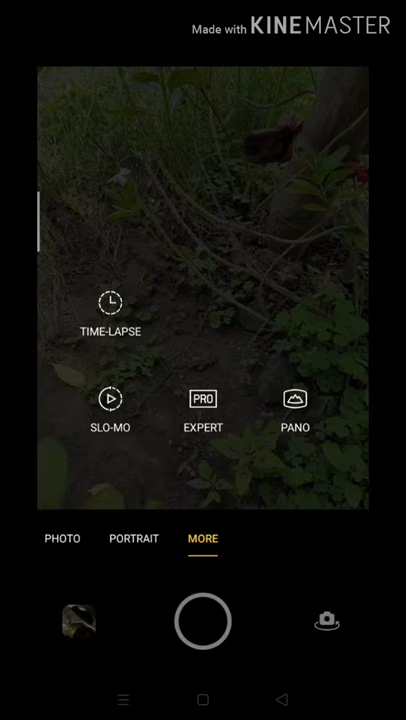 Made with KINEMASTER
TIME-LAPSE
SLO-MO
PRO
EXPERT
PANO
PHOTO
PORTRAIT
MORE